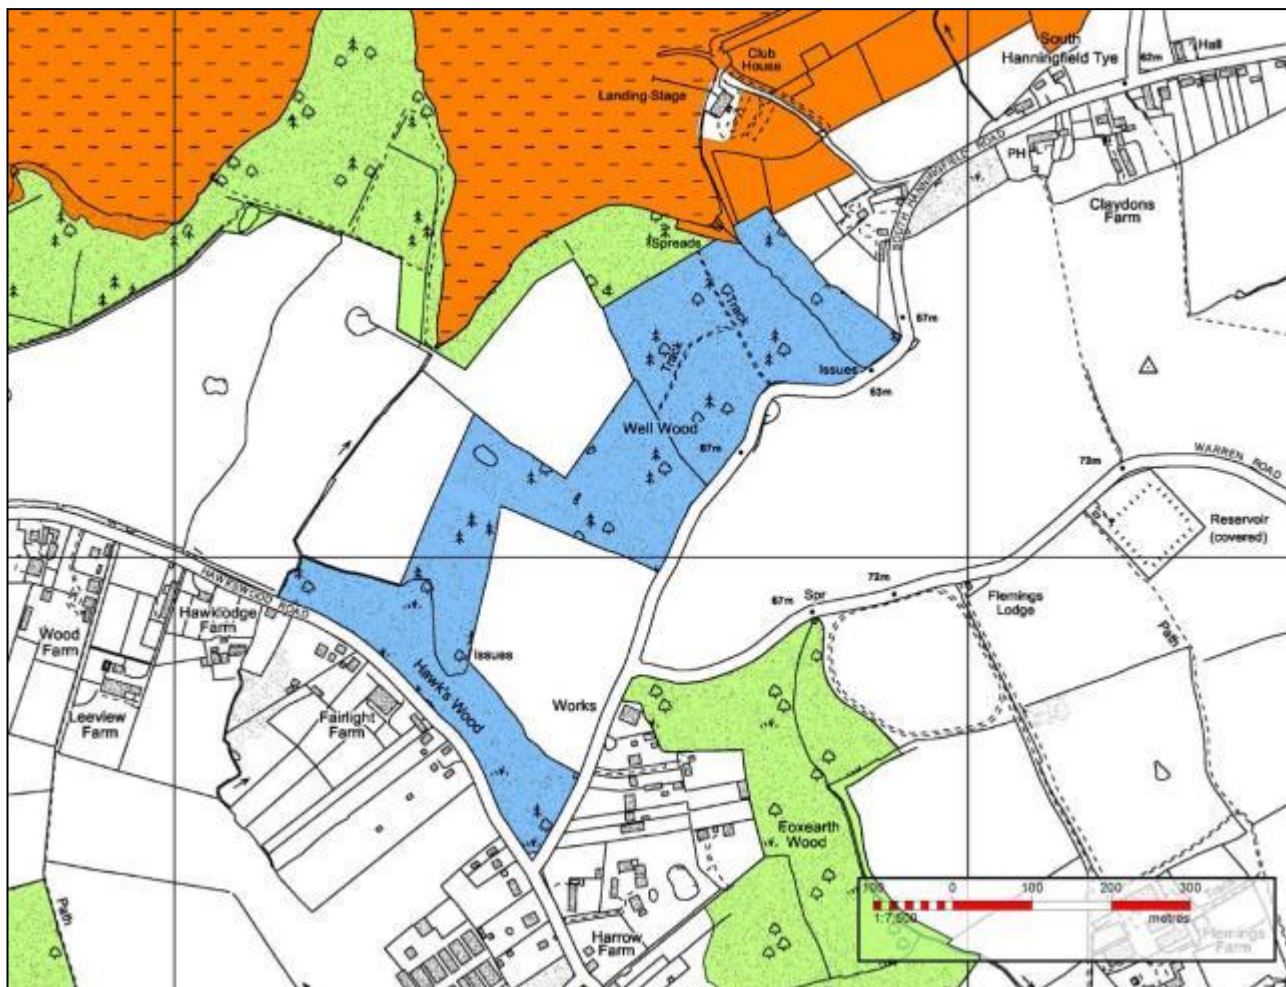 South
Hanningfield Tye
Hall
62m
Club
House
Landing Stage
PH
SOUTH HANNINGFIELD ROAD
Claydons
Farm
Spreads
Track
Track
67m
Issues
63m
Well Wood
67m
72m
WARREN ROAD
Reservoir
(covered)
HAWKSWOOD ROAD
72m
67m
Spr
Flemings
Lodge
Hawklodge
Farm
Wood
Farm
Path
Issues
Hawk's Wood
Works
Leeview
Farm
Fairlight
Farm
Foxearth
Wood
Path
Harrow
Farm
100 0 100 200 300
1:7,500 metres
Flemings
Farm